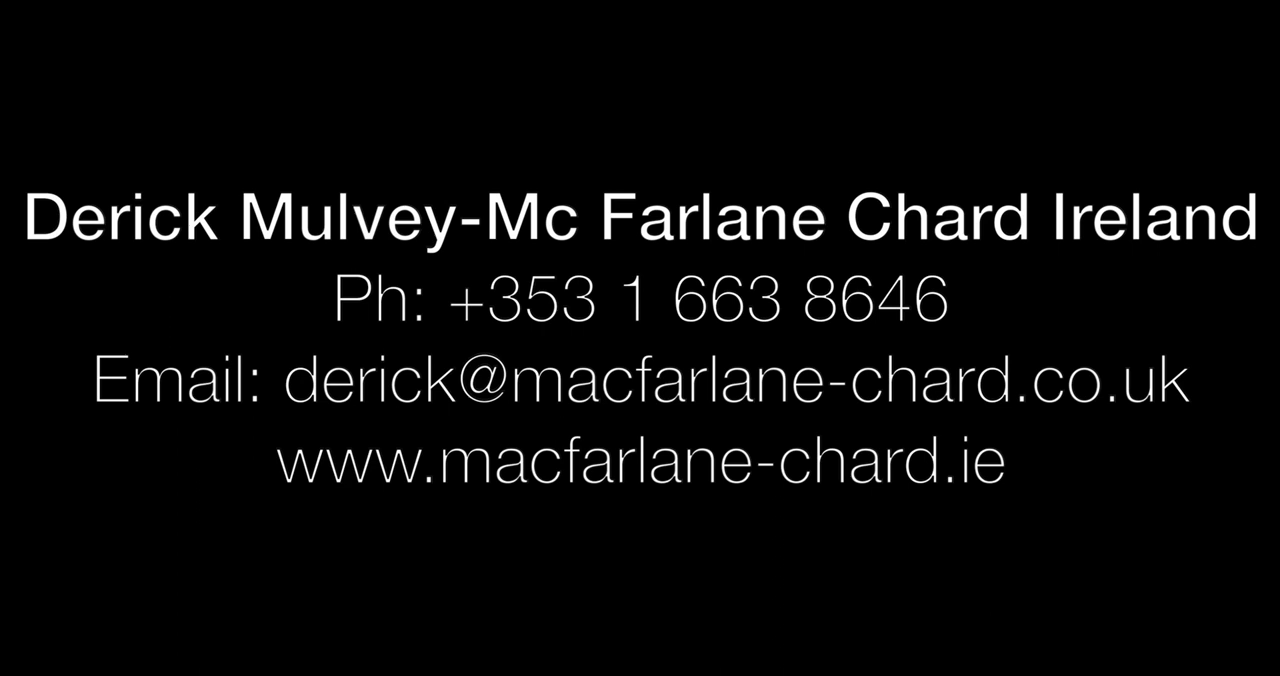 Derick Mulvey-Mc Farlane Chard Ireland
Ph: +353 1 663 8646
Email: derick@macfarlane-chard.co.uk
www.macfarlane-chard.ie